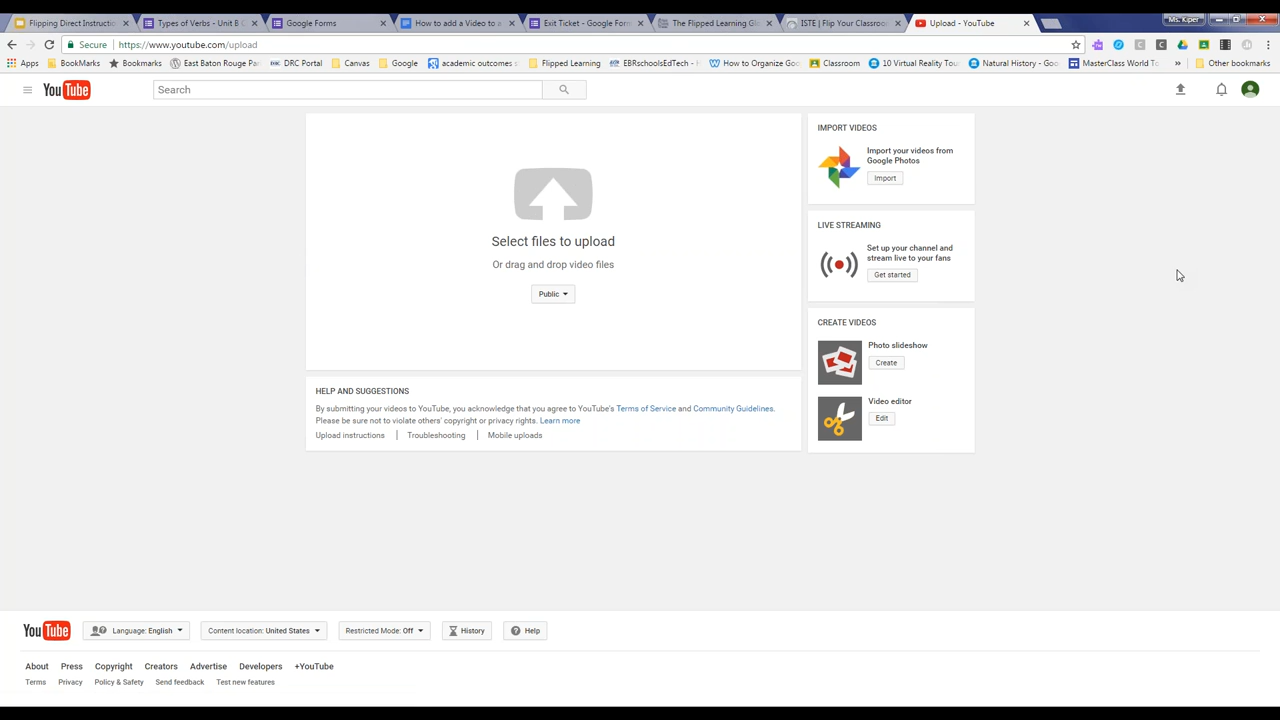 Flipping Direct Instructio
Types of Verbs - Unit B C
Google Forms
How to add a Video to a
Exit Ticket - Google Form
The Flipped Learning Glo
ISTE | Flip Your Classroo
Upload - YouTube
Ms. Kiper
Secure
https://www.youtube.com/upload
Apps
BookMarks
Bookmarks
East Baton Rouge Pa
DRC Portal
Canvas
Google
academic outcomes s
Flipped Learning
EBRschoolsEdTech - H
How to Organize Goo
Classroom
10 Virtual Reality Tour
Natural History - Goo
MasterClass World To
»
Other bookmarks
YouTube
Search
Select files to upload
Or drag and drop video files
Public
IMPORT VIDEOS
Import your videos from
Google Photos
Import
LIVE STREAMING
Set up your channel and
stream live to your fans
Get started
CREATE VIDEOS
Photo slideshow
Create
Video editor
Edit
HELP AND SUGGESTIONS
By submitting your videos to YouTube, you acknowledge that you agree to YouTube's Terms of Service and Community Guidelines.
Please be sure not to violate others' copyright or privacy rights. Learn more
Upload instructions | Troubleshooting | Mobile uploads
YouTube
Language: English
Content location: United States
Restricted Mode: Off
History
Help
About Press Copyright Creators Advertise Developers +YouTube
Terms Privacy Policy & Safety Send feedback Test new features